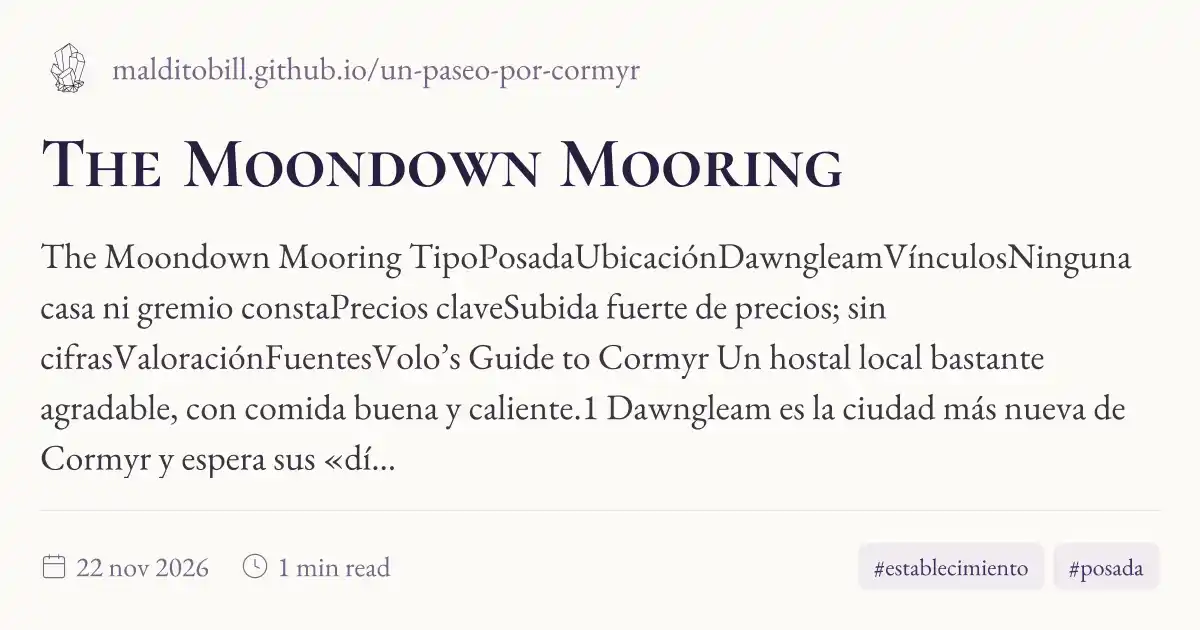 malditobill.github.io/un-paseo-por-cormyr
The Moondown Mooring
The Moondown Mooring TipoPosadaUbicaciónDawngleamVínculosNinguna
casa ni gremio constaPrecios claveSubida fuerte de precios; sin
cifrasValoraciónFuentesVolo’s Guide to Cormyr Un hostal local bastante
agradable, con comida buena y caliente.1 Dawngleam es la ciudad más nueva de
Cormyr y espera sus «dí...
22 nov 2026 1 min read #establecimiento #posada